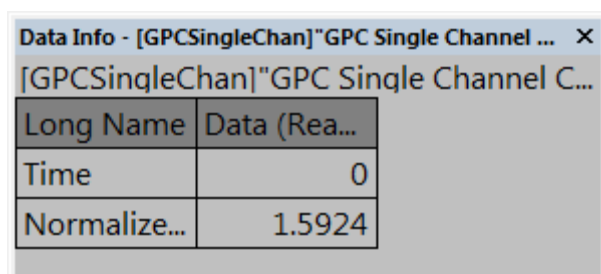 Data Info - [GPCSingleChan]"GPC Single Channel ... ×
[GPCSingleChan]"GPC Single Channel C...
Long Name Data (Rea...
Time 0
Normalize... 1.5924